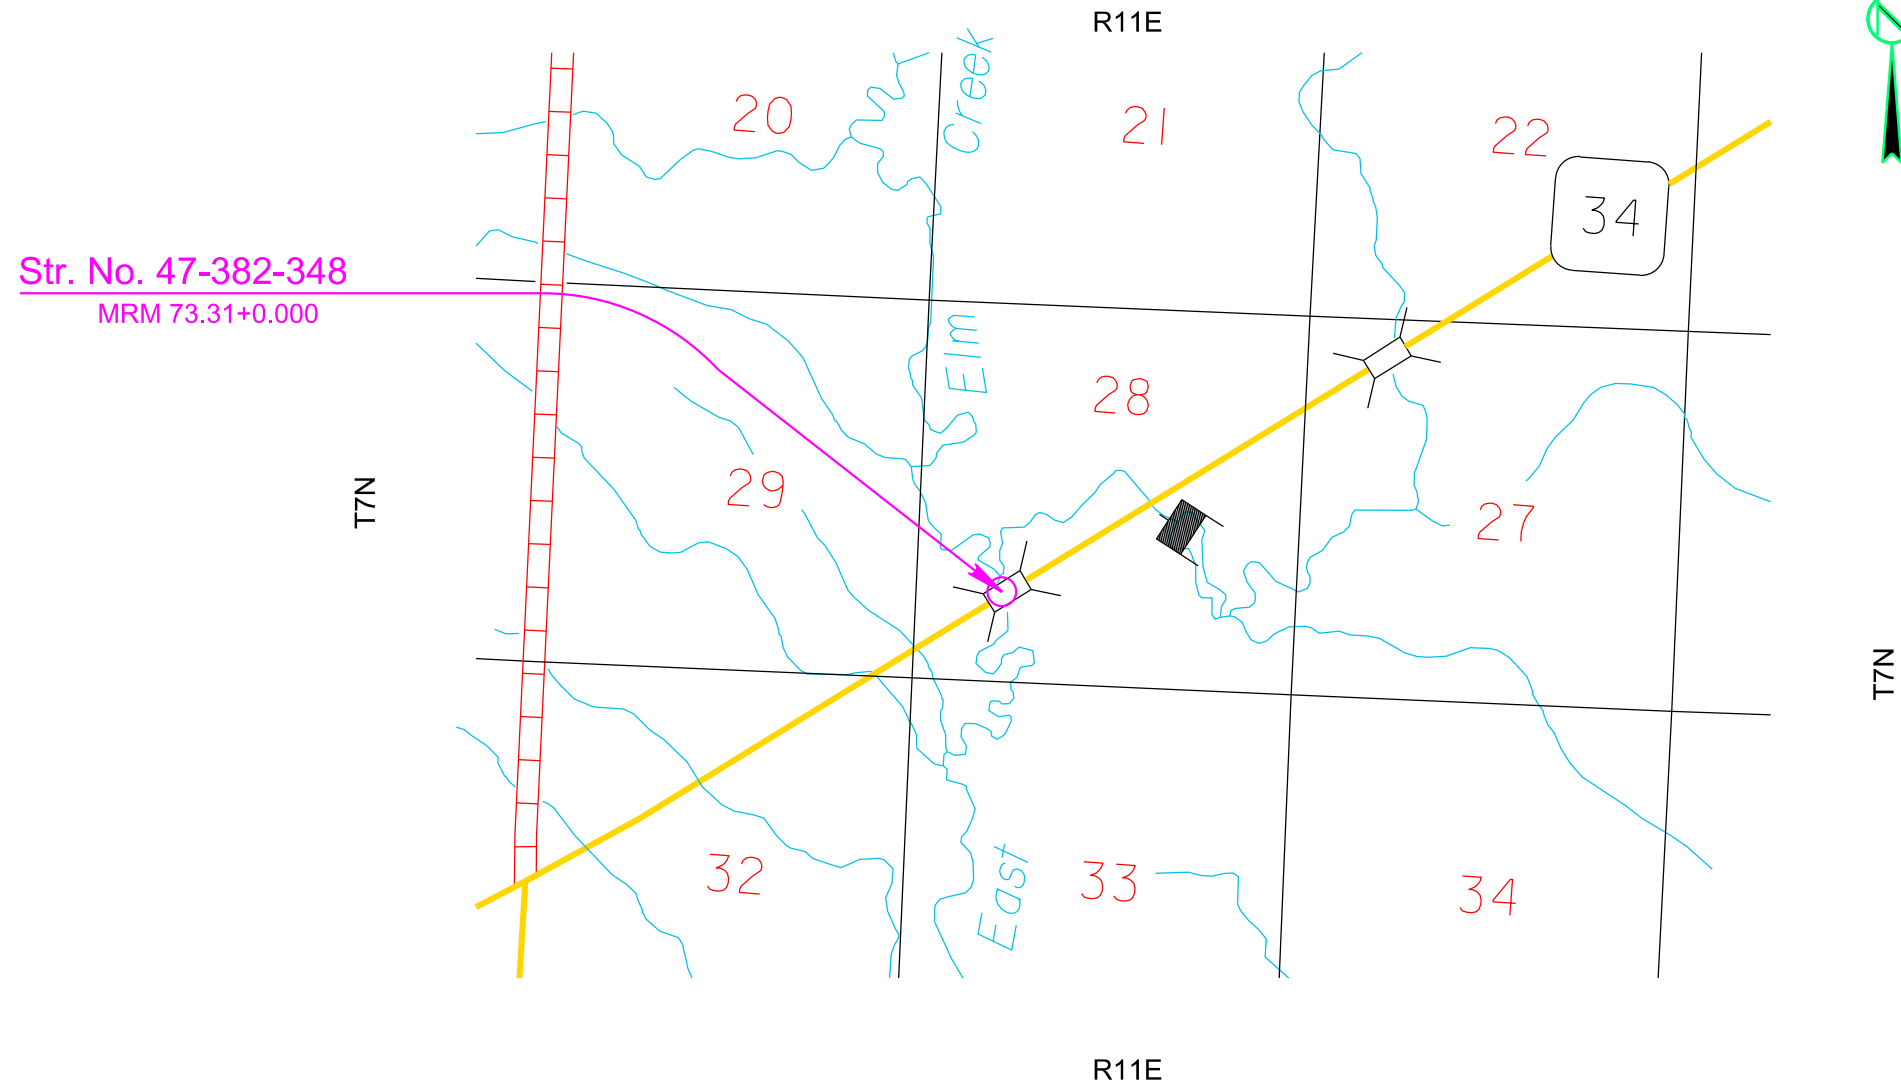 R11E
Creek
20
21
22
34
Str. No. 47-382-348
MRM 73.31+0.000
Elm
28
29
27
T7N
T7N
32
33
34
East
R11E